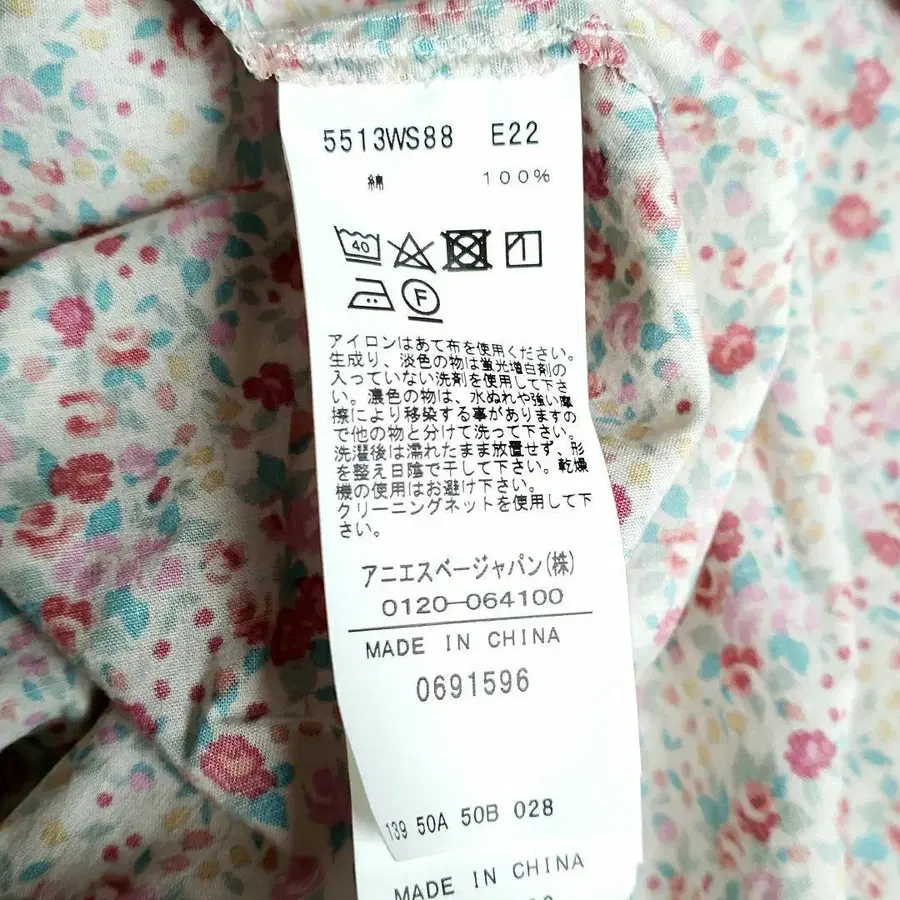 5513WS88 E22
綿 100%
40
F
アイロンはあて布を使用ください。
生成り、淡色の物は蛍光増白剤の
入っていない洗剤を使用して下さ
い。濃色の物は、水ぬれや強い摩
擦により移染する事がありますの
で他の物と分けて洗って下さい。
洗濯後は濡れたまま放置せず、形
を整え日陰で干して下さい。乾燥
機の使用はお避け下さい。
クリーニングネットを使用して下
さい。
アニエスベージャパン(株)
0120-064100
MADE IN CHINA
0691596
139 50A 50B 028
MADE IN CHINA